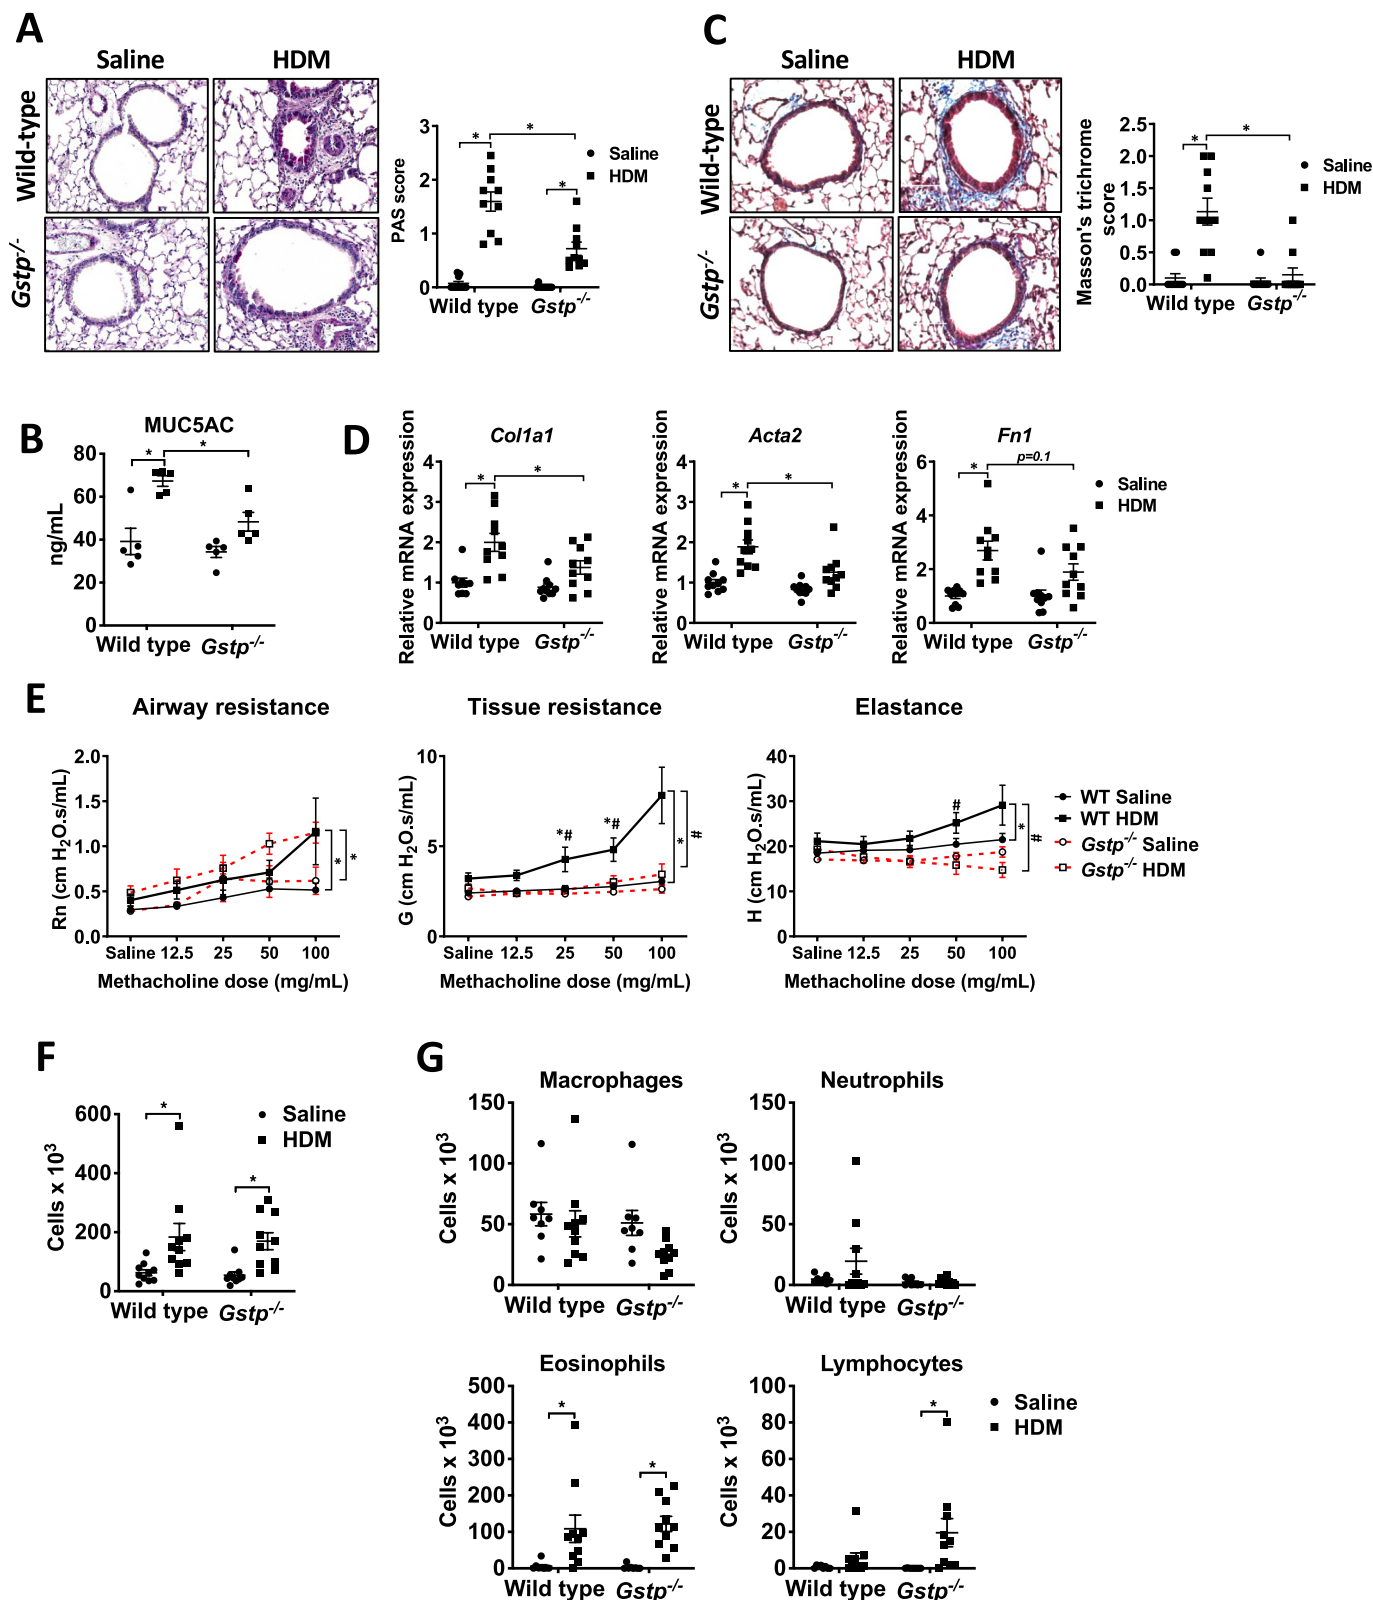 A
Saline HDM
Wild-type
Gstp-/-
PAS score
3
2
1
0
* * *
Saline
HDM
Wild type Gstp-/-
C
Saline HDM
Wild-type
Gstp-/-
Masson's trichrome
score
2.5
2.0
1.5
1.0
0.5
0.0
* *
Saline
HDM
Wild type Gstp-/-
B
MUC5AC
ng/mL
80
60
40
20
0
* *
Wild type Gstp-/-
D
Col1a1
Relative mRNA expression
4
3
2
1
0
* *
Wild type Gstp-/-
Acta2
Relative mRNA expression
4
3
2
1
0
* *
Wild type Gstp-/-
Fn1
Relative mRNA expression
6
4
2
0
* p=0.1
Saline
HDM
Wild type Gstp-/-
E
Airway resistance
Rn (cm H2O.s/mL)
2.0
1.5
1.0
0.5
0.0
* *
Saline 12.5 25 50 100
Methacholine dose (mg/mL)
Tissue resistance
G (cm H2O.s/mL)
10
5
0
*# *# * #
Saline 12.5 25 50 100
Methacholine dose (mg/mL)
Elastance
H (cm H2O.s/mL)
40
30
20
10
0
# * #
Saline 12.5 25 50 100
Methacholine dose (mg/mL)
WT Saline
WT HDM
Gstp-/- Saline
Gstp-/- HDM
F
Cells x 10³
600
400
200
0
* *
Saline
HDM
Wild type Gstp-/-
G
Macrophages
Cells x 10³
150
100
50
0
Neutrophils
Cells x 10³
150
100
50
0
Eosinophils
Cells x 10³
500
400
300
200
100
0
* *
Wild type Gstp-/-
Lymphocytes
Cells x 10³
100
80
60
40
20
0
*
Saline
HDM
Wild type Gstp-/-